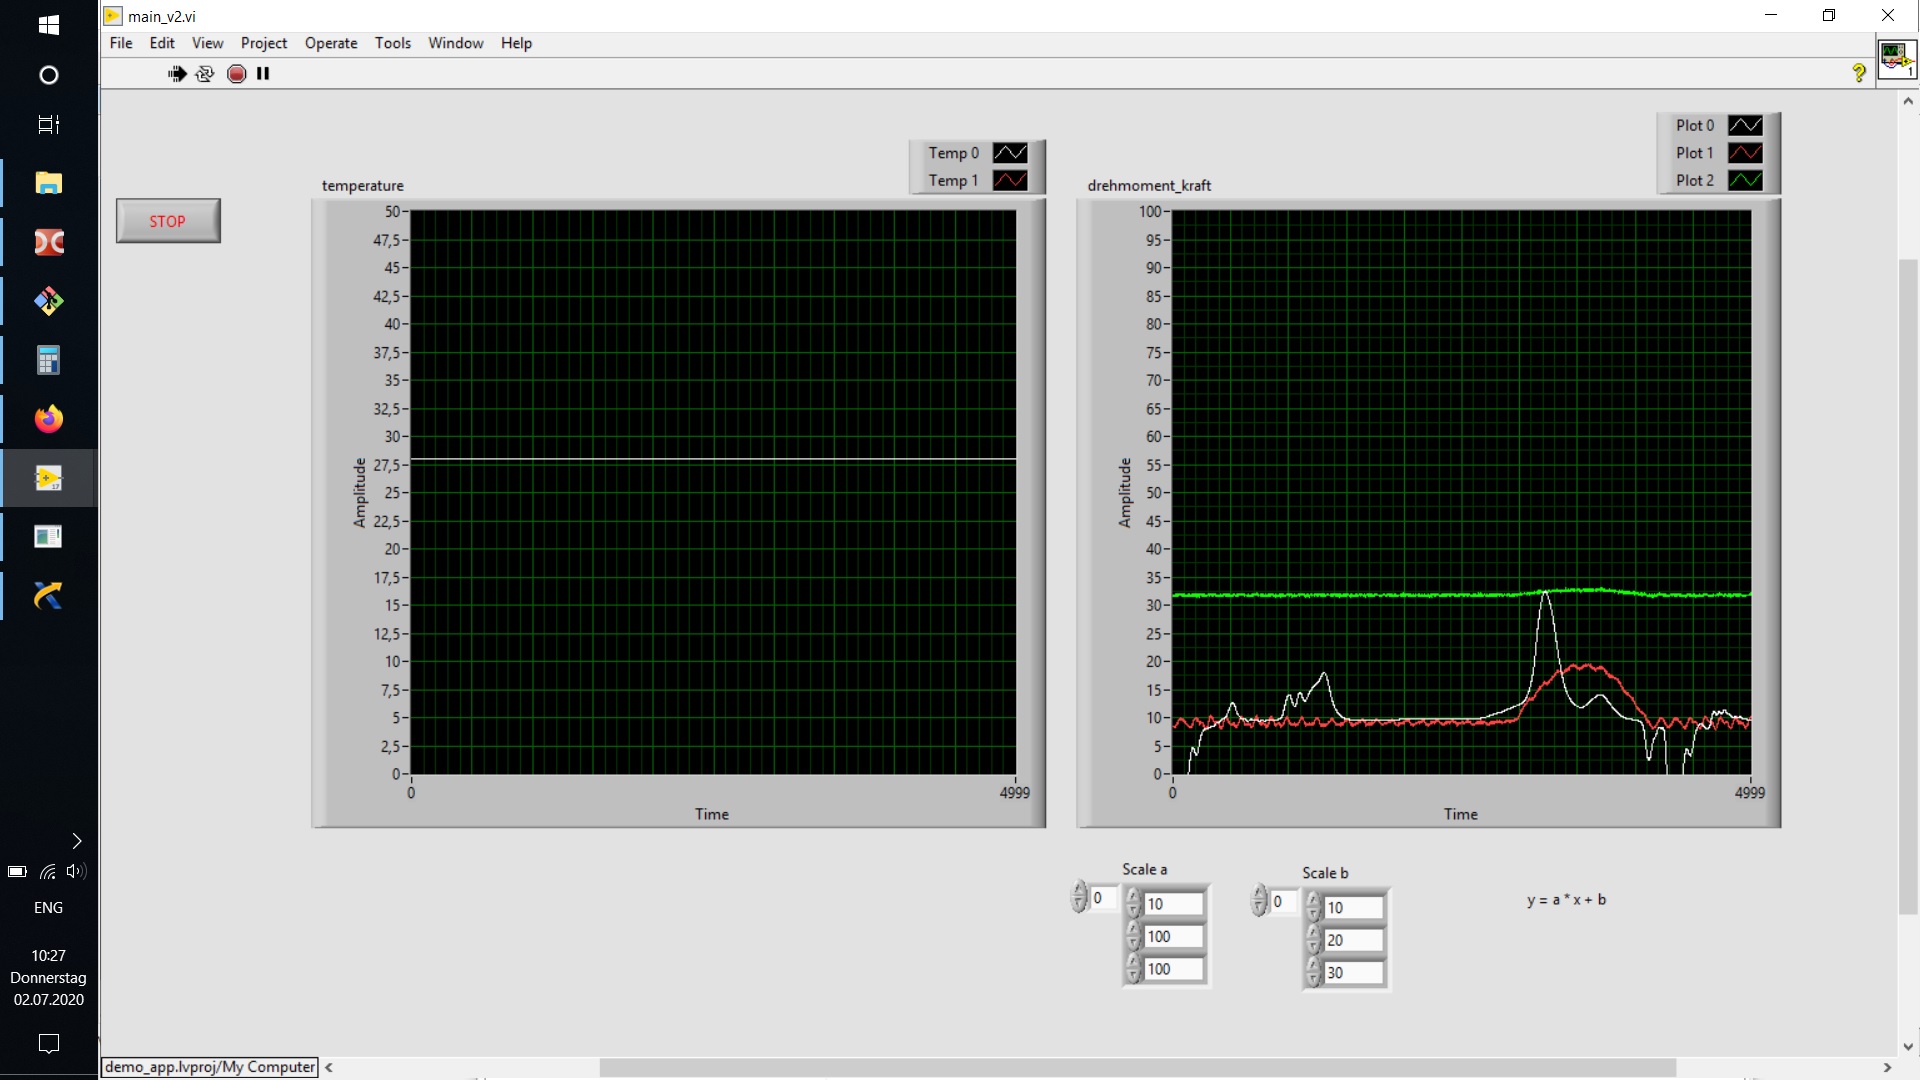 main_v2.vi
File Edit View Project Operate Tools Window Help
1
Temp 0
Temp 1
Plot 0
Plot 1
Plot 2
STOP
temperature
50
47,5
45
42,5
40
37,5
35
32,5
30
27,5
25
22,5
20
17,5
15
12,5
10
7,5
5
2,5
0
Amplitude
0 4999
Time
drehmoment_kraft
100
95
90
85
80
75
70
65
60
55
50
45
40
35
30
25
20
15
10
5
0
Amplitude
0 4999
Time
Scale a
0
10
100
100
Scale b
0
10
20
30
y = a * x + b
17
ENG
10:27
Donnerstag
02.07.2020
demo_app.lvproj/My Computer